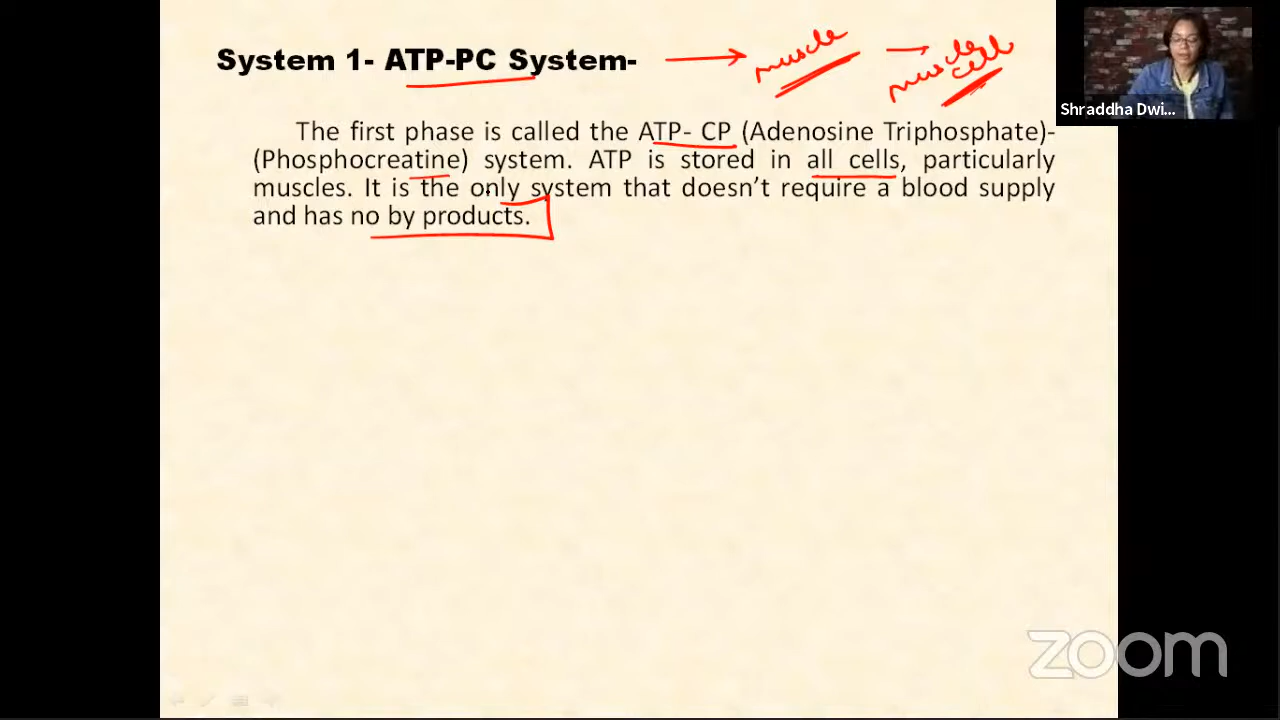 System 1- ATP-PC System-
muscle
muscles
cell
The first phase is called the ATP- CP (Adenosine Triphosphate)-
(Phosphocreatine) system. ATP is stored in all cells, particularly
muscles. It is the only system that doesn’t require a blood supply
and has no by products.
Shraddha Dwi...
zoom